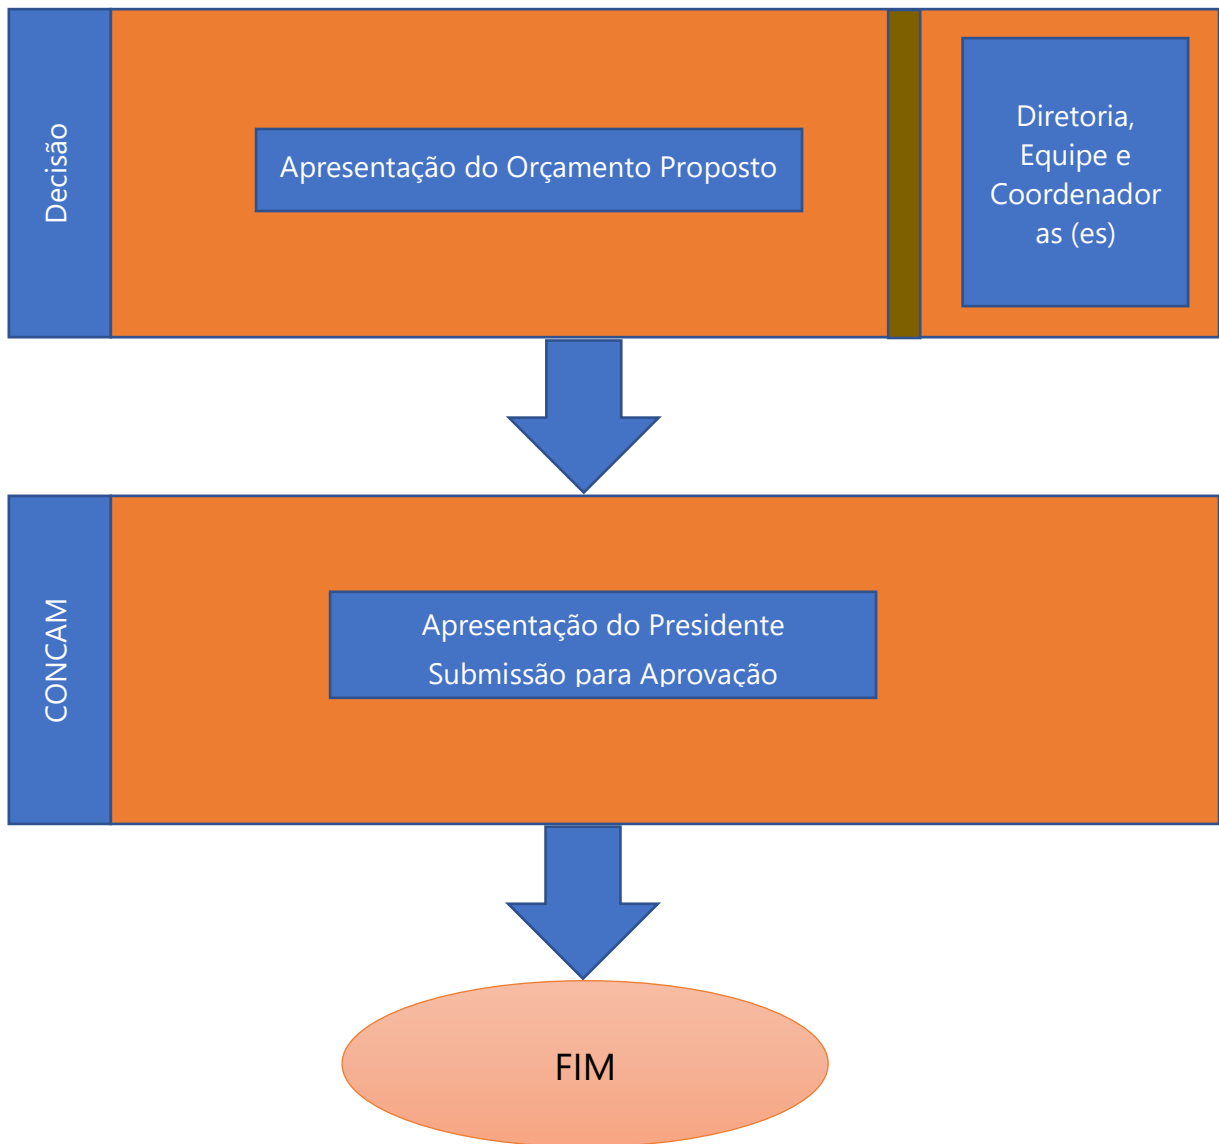 Decisão
Apresentação do Orçamento Proposto
Diretoria,
Equipe e
Coordenador
as (es)
CONCAM
Apresentação do Presidente
Submissão para Aprovação
FIM